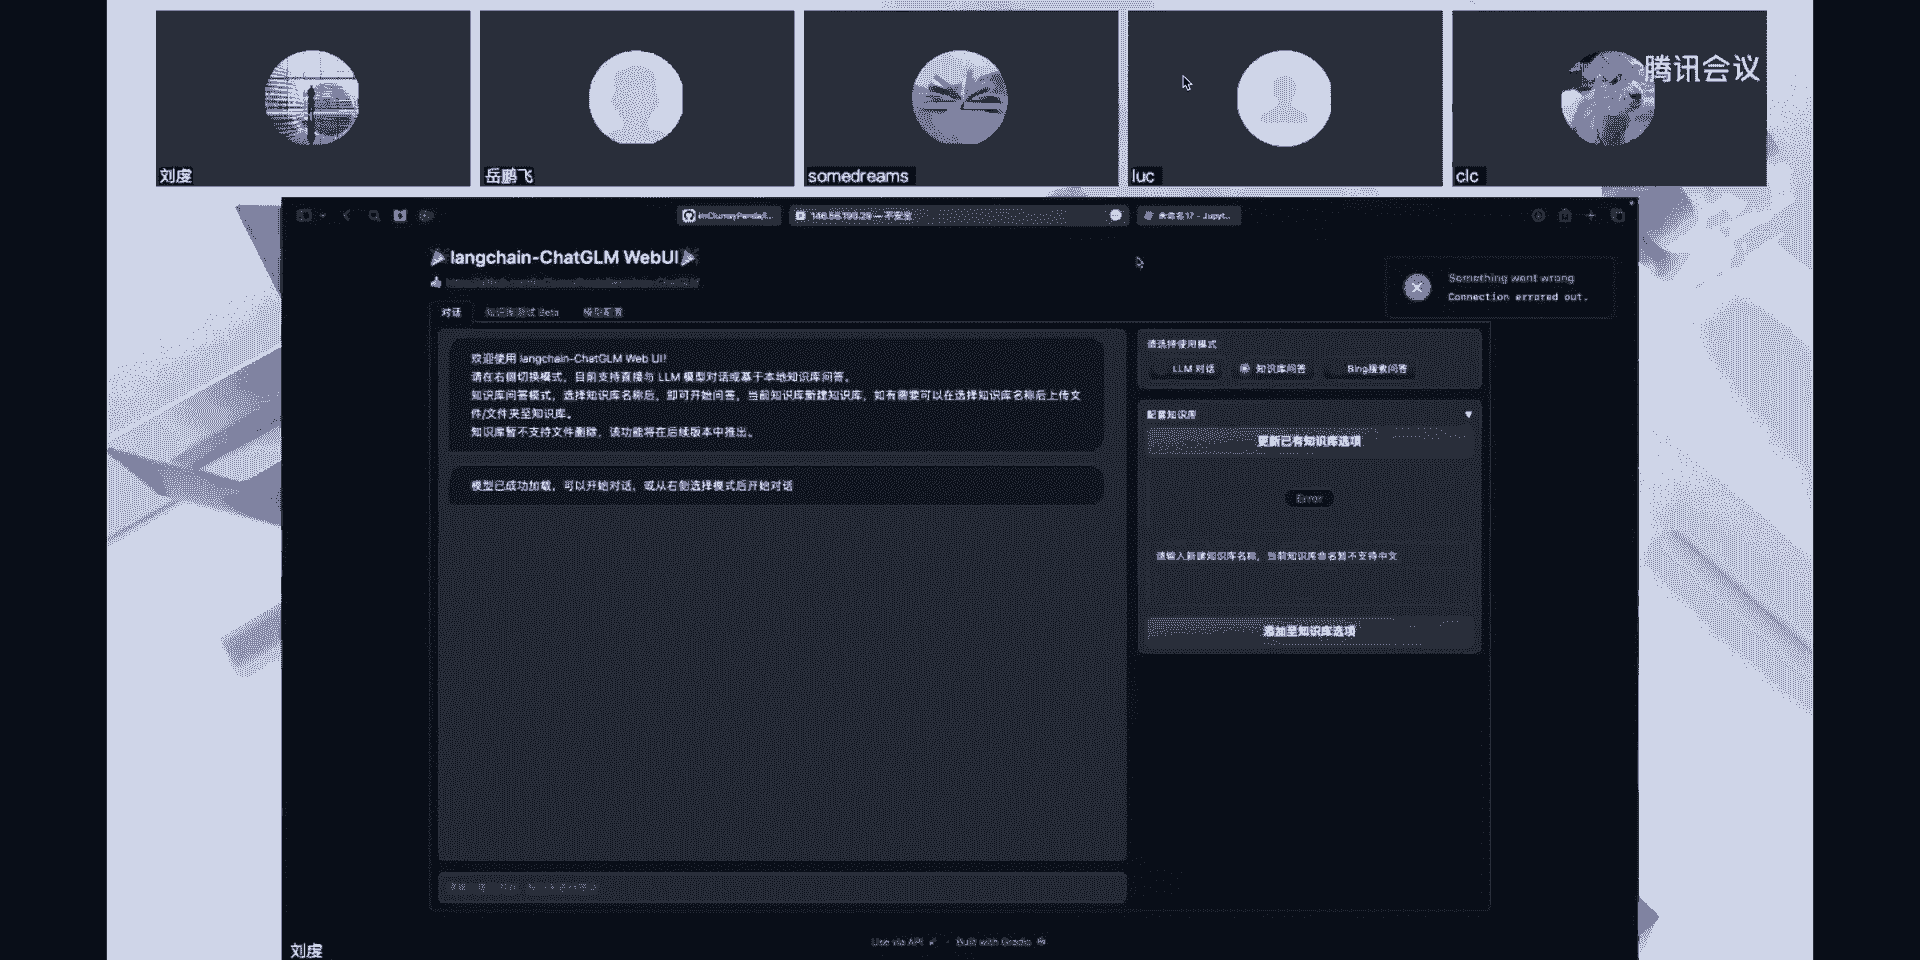 腾讯会议
刘虔
岳鹏飞
somedreams
luc
clc
imClumsyPanda/l...
146.56.190.29 — 不安全
未命名17 - Jupyt...
langchain-ChatGLM WebUI
Something went wrong
Connection errored out.
对话
知识库测试 Beta
模型配置
欢迎使用 langchain-ChatGLM Web UI!
请在右侧切换模式，目前支持直接与 LLM 模型对话或基于本地知识库问答。
知识库问答模式，选择知识库名称后，即可开始问答，当前知识库新建知识库，如有需要可以在选择知识库名称后上传文
件/文件夹至知识库。
知识库暂不支持文件删除，该功能将在后续版本中推出。
模型已成功加载，可以开始对话，或从右侧选择模式后开始对话
请选择使用模式
LLM 对话
知识库问答
Bing搜索问答
配置知识库
更新已有知识库选项
Error
请输入新建知识库名称，当前知识库命名暂不支持中文
添加至知识库选项
Use via API
·
Built with Gradio
刘虔